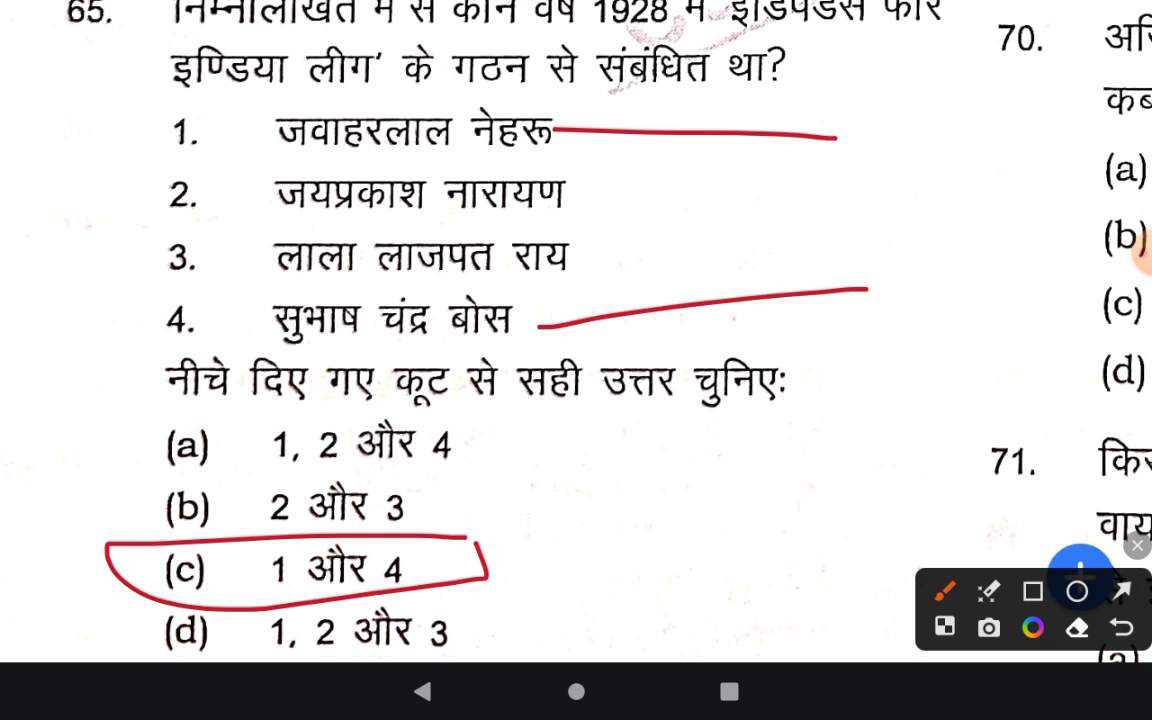 65. निम्नलिखित में से कौन वर्ष 1928 में 'इंडिपेंडेंस फॉर
इण्डिया लीग' के गठन से संबंधित था?
1. जवाहरलाल नेहरू
2. जयप्रकाश नारायण
3. लाला लाजपत राय
4. सुभाष चंद्र बोस
नीचे दिए गए कूट से सही उत्तर चुनिए:
(a) 1, 2 और 4
(b) 2 और 3
(c) 1 और 4
(d) 1, 2 और 3
70.
(a)
(b)
(c)
(d)
71.